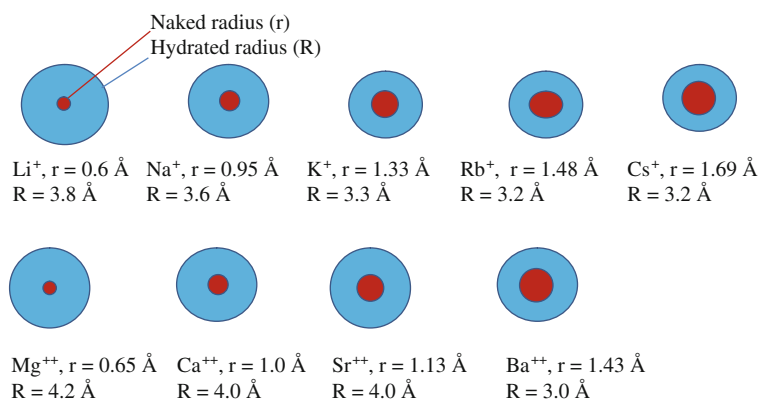 Naked radius (r)
Hydrated radius (R)
Li⁺, r = 0.6 Å
R = 3.8 Å
Na⁺, r = 0.95 Å
R = 3.6 Å
K⁺, r = 1.33 Å
R = 3.3 Å
Rb⁺, r = 1.48 Å
R = 3.2 Å
Cs⁺, r = 1.69 Å
R = 3.2 Å
Mg⁺⁺, r = 0.65 Å
R = 4.2 Å
Ca⁺⁺, r = 1.0 Å
R = 4.0 Å
Sr⁺⁺, r = 1.13 Å
R = 4.0 Å
Ba⁺⁺, r = 1.43 Å
R = 3.0 Å